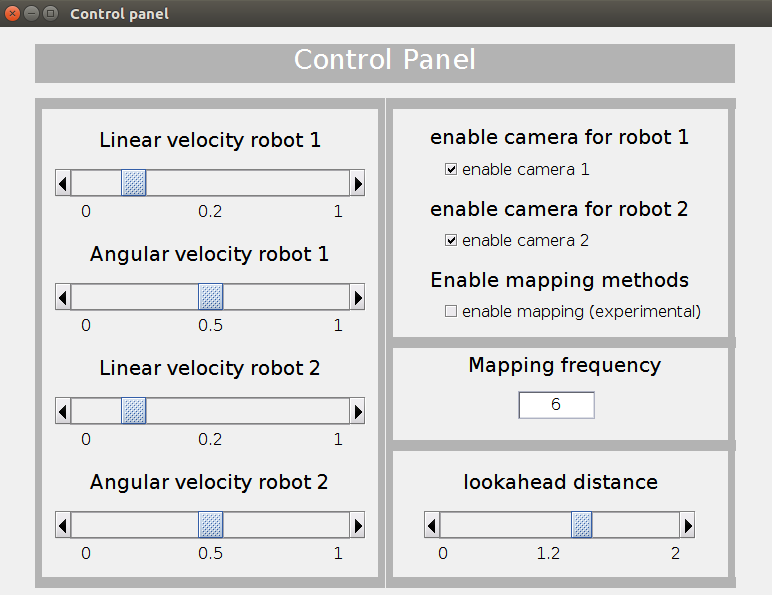 Control panel
Control Panel
Linear velocity robot 1
0 0.2 1
Angular velocity robot 1
0 0.5 1
Linear velocity robot 2
0 0.2 1
Angular velocity robot 2
0 0.5 1
enable camera for robot 1
enable camera 1
enable camera for robot 2
enable camera 2
Enable mapping methods
enable mapping (experimental)
Mapping frequency
6
lookahead distance
0 1.2 2